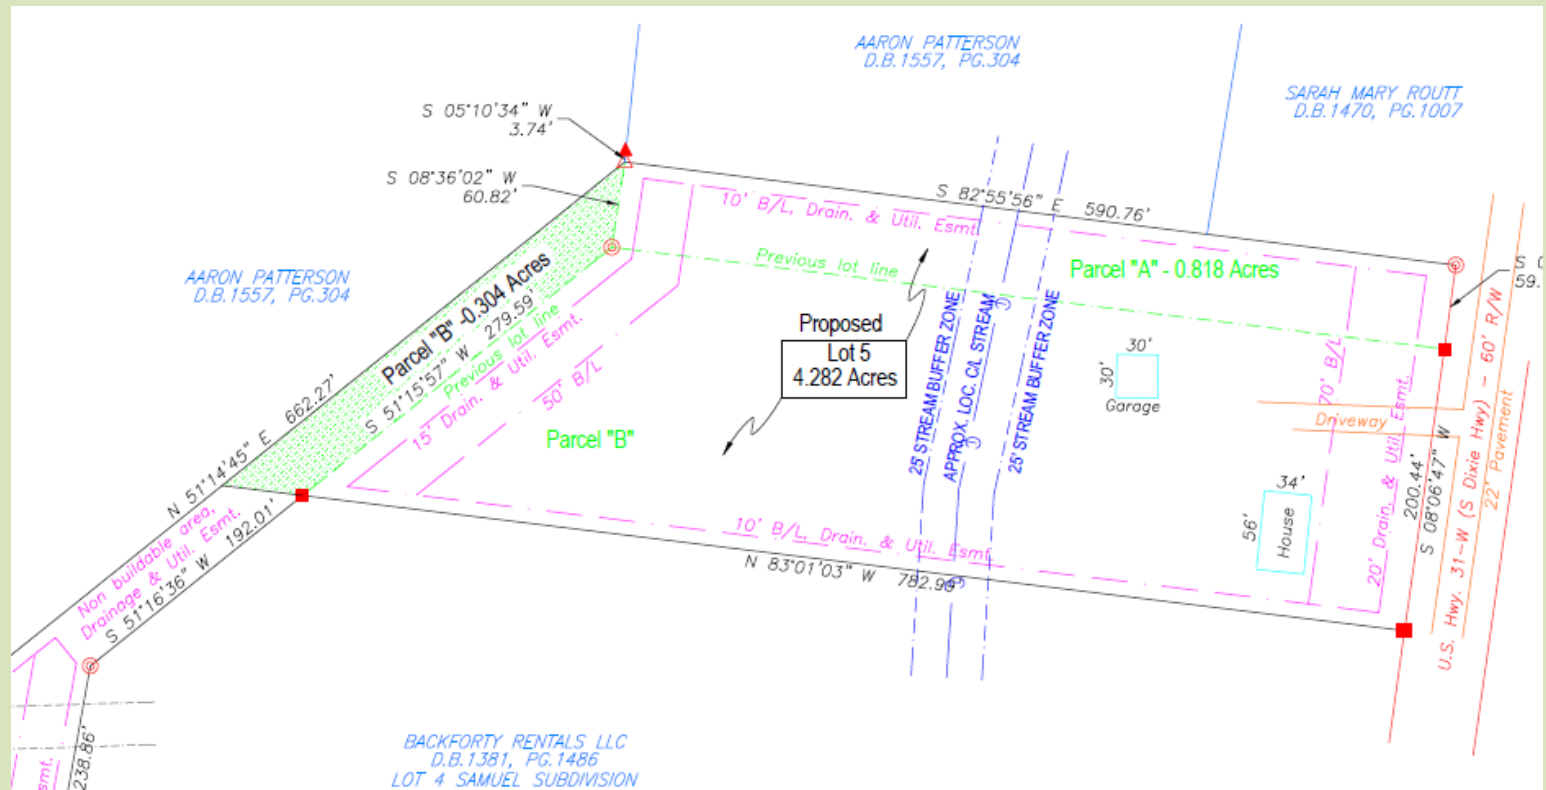 AARON PATTERSON
D.B.1557, PG.304
SARAH MARY ROUTT
D.B.1470, PG.1007
S 05°10'34" W
3.74'
S 08°36'02" W
60.82'
S 82°55'56" E 590.76'
10' B/L, Drain. & Util. Esmt.
Previous lot line
Parcel "A" - 0.818 Acres
S
59.
AARON PATTERSON
D.B.1557, PG.304
Parcel "B" -0.304 Acres
S 51°15'57" W 279.59'
Previous lot line
15' Drain. & Util. Esmt.
50' B/L
N 51°14'45" E 662.27'
Parcel "B"
Proposed
Lot 5
4.282 Acres
25' STREAM BUFFER ZONE
APPROX. LOC. C/L STREAM
25' STREAM BUFFER ZONE
30'
30'
Garage
70' B/L
Driveway
20' Drain. & Util. Esmt.
200.44'
S 08°06'47" W
U.S. Hwy. 31-W (S Dixie Hwy) - 60' R/W
22' Pavement
34'
56'
House
10' B/L, Drain. & Util. Esmt.
N 83°01'03" W
Non buildable area,
Drainage & Util. Esmt.
S 51°16'36" W 192.01'
238.86'
BACKFORTY RENTALS LLC
D.B.1381, PG.1486
LOT 4 SAMUEL SUBDIVISION